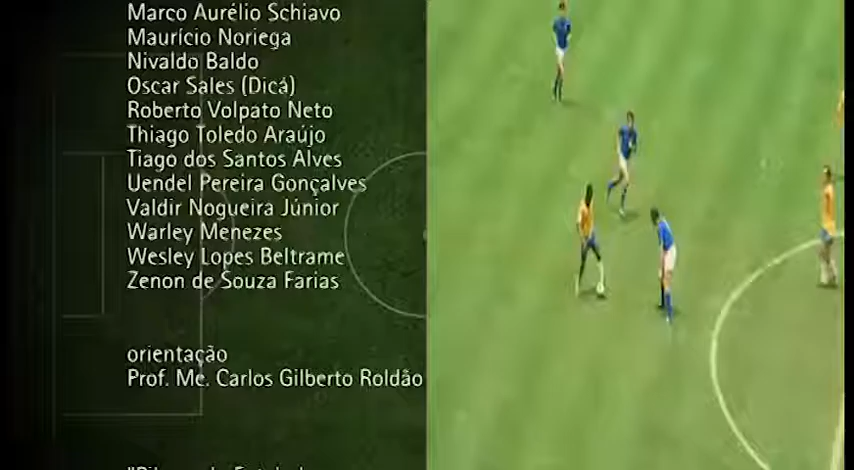 Marco Aurélio Schiavo
Maurício Noriega
Nivaldo Baldo
Oscar Sales (Dicá)
Roberto Volpato Neto
Thiago Toledo Araújo
Tiago dos Santos Alves
Uendel Pereira Gonçalves
Valdir Nogueira Júnior
Warley Menezes
Wesley Lopes Beltrame
Zenon de Souza Farias
orientação
Prof. Me. Carlos Gilberto Roldão